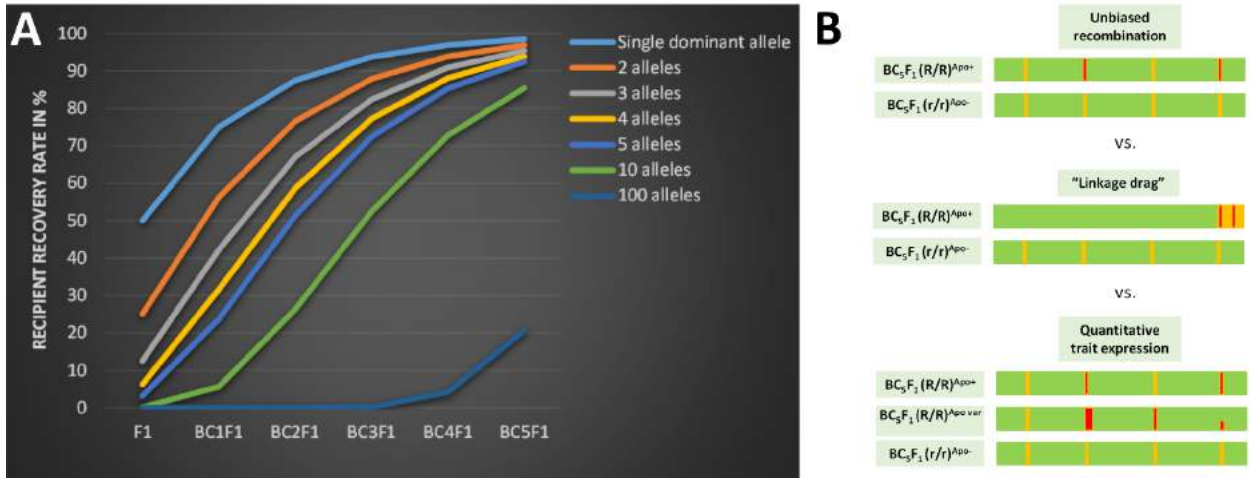 A
RECIPIENT RECOVERY RATE IN %
100
90
80
70
60
50
40
30
20
10
0
F1 BC1F1 BC2F1 BC3F1 BC4F1 BC5F1
Single dominant allele
2 alleles
3 alleles
4 alleles
5 alleles
10 alleles
100 alleles
B
Unbiased
recombination
BC₅F₁ (R/R)ᴬᵖᵒ⁺
BC₅F₁ (r/r)ᴬᵖᵒ⁻
vs.
"Linkage drag"
BC₅F₁ (R/R)ᴬᵖᵒ⁺
BC₅F₁ (r/r)ᴬᵖᵒ⁻
vs.
Quantitative
trait expression
BC₅F₁ (R/R)ᴬᵖᵒ⁺
BC₅F₁ (R/R)ᴬᵖᵒ ᵛᵃʳ
BC₅F₁ (r/r)ᴬᵖᵒ⁻